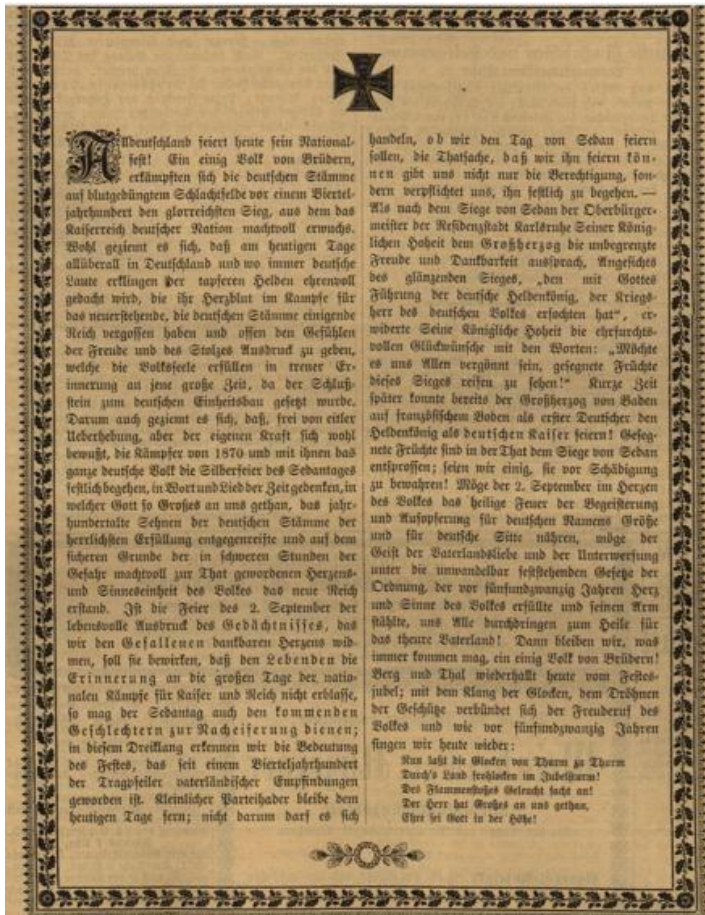 Alldeutschland feiert heute sein National-
fest! Ein einig Volk von Brüdern,
erkämpften sich die deutschen Stämme
auf blutgedüngtem Schlachtfelde vor einem Viertel-
jahrhundert den glorreichsten Sieg, aus dem das
Kaiserreich deutscher Nation machtvoll erwuchs.
Wohl geziemt es sich, daß am heutigen Tage
allüberall in Deutschland und wo immer deutsche
Laute erklingen der tapferen Helden ehrenvoll
gedacht wird, die ihr Herzblut im Kampfe für
das neuerstehende, die deutschen Stämme einigende
Reich vergossen haben und offen den Gefühlen
der Freude und des Stolzes Ausdruck zu geben,
welche die Volksseele erfüllen in treuer Er-
innerung an jene große Zeit, da der Schluß-
stein zum deutschen Einheitsbau gesetzt wurde.
Darum auch geziemt es sich, daß, frei von eitler
Ueberhebung, aber der eigenen Kraft sich wohl
bewußt, die Kämpfer von 1870 und mit ihnen das
ganze deutsche Volk die Silberfeier des Sedantages
festlich begehen, in Wort und Lied der Zeit gedenken, in
welcher Gott so Großes an uns gethan, das jahr-
hundertalte Sehnen der deutschen Stämme der
herrlichsten Erfüllung entgegenreifte und auf dem
sicheren Grunde der in schweren Stunden der
Gefahr machtvoll zur That gewordenen Herzens-
und Sinneseinheit des Volkes das neue Reich
erstand. Ist die Feier des 2. September der
lebensvolle Ausdruck des Gedächtnisses, das
wir den Gefallenen dankbaren Herzens wid-
men, soll sie bewirken, daß den Lebenden die
Erinnerung an die großen Tage der natio-
nalen Kämpfe für Kaiser und Reich nicht erblasse,
so mag der Sedantag auch den kommenden
Geschlechtern zur Nacheiferung dienen;
in diesem Dreiklang erkennen wir die Bedeutung
des Festes, das seit einem Vierteljahrhundert
der Tragpfeiler vaterländischer Empfindungen
geworden ist. Kleinlicher Parteihader bleibe dem
heutigen Tage fern; nicht darum darf es sich
handeln, ob wir den Tag von Sedan feiern
sollen, die Thatsache, daß wir ihn feiern kön-
nen gibt uns nicht nur die Berechtigung, son-
dern verpflichtet uns, ihn festlich zu begehen. —
Als nach dem Siege von Sedan der Oberbürger-
meister der Residenzstadt Karlsruhe Seiner König-
lichen Hoheit dem Großherzog die unbegrenzte
Freude und Dankbarkeit aussprach, Angesichts
des glänzenden Sieges, „den mit Gottes
Führung der deutsche Heldenkönig, der Kriegs-
herr des deutschen Volkes erfochten hat“, er-
widerte Seine Königliche Hoheit die ehrfurchts-
vollen Glückwünsche mit den Worten: „Möchte
es uns Allen vergönnt sein, gesegnete Früchte
dieses Sieges reifen zu sehen!“ Kurze Zeit
später konnte bereits der Großherzog von Baden
auf französischem Boden als erster Deutscher den
Heldenkönig als deutschen Kaiser feiern! Geseg-
nete Früchte sind in der That dem Siege von Sedan
entsprossen; seien wir einig, sie vor Schädigung
zu bewahren! Möge der 2. September im Herzen
des Volkes das heilige Feuer der Begeisterung
und Aufopferung für deutschen Namens Größe
und für deutsche Sitte nähren, möge der
Geist der Vaterlandsliebe und der Unterwerfung
unter die unwandelbar feststehenden Gesetze der
Ordnung, der vor fünfundzwanzig Jahren Herz
und Sinne des Volkes erfüllte und seinen Arm
stählte, uns Alle durchdringen zum Heile für
das theure Vaterland! Dann bleiben wir, was
immer kommen mag, ein einig Volk von Brüdern!
Berg und Thal wiederhallt heute vom Festes-
jubel; mit dem Klang der Glocken, dem Dröhnen
der Geschütze verbündet sich der Freuderuf des
Volkes und wie vor fünfundzwanzig Jahren
singen wir heute wieder:
Nun laßt die Glocken von Thurm zu Thurm
Durch's Land frohlocken im Jubelsturm!
Des Flammenstoßes Geleucht facht an!
Der Herr hat Großes an uns gethan,
Ehre sei Gott in der Höhe!